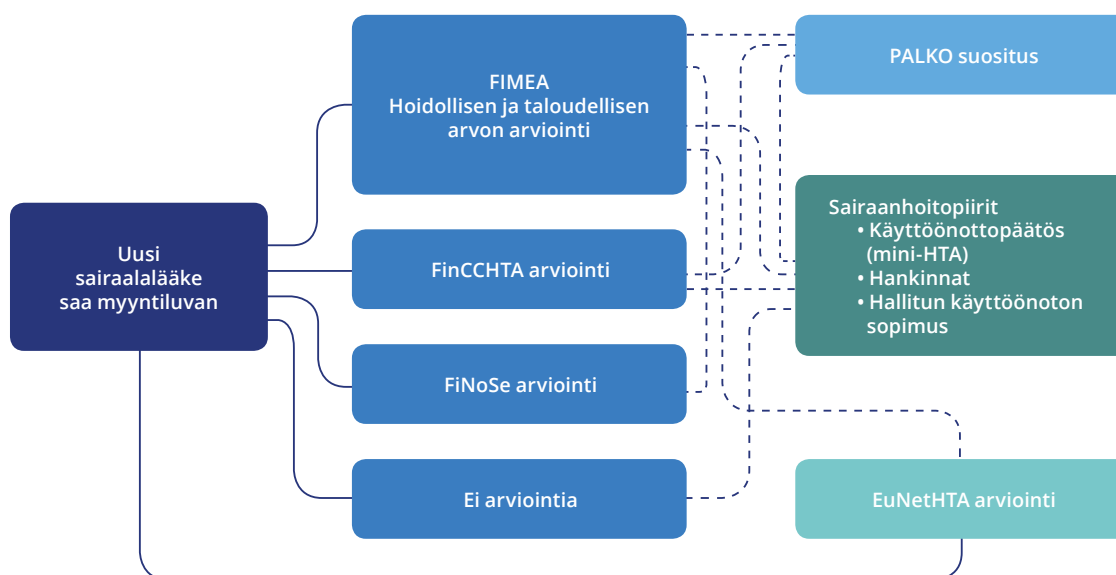 Uusi
sairaalalääke
saa myyntiluvan
FIMEA
Hoidollisen ja taloudellisen
arvon arviointi
FinCCHTA arviointi
FiNoSe arviointi
Ei arviointia
PALKO suositus
Sairaanhoitopiirit
• Käyttöönottopäätös
(mini-HTA)
• Hankinnat
• Hallitun käyttöönoton
sopimus
EuNetHTA arviointi